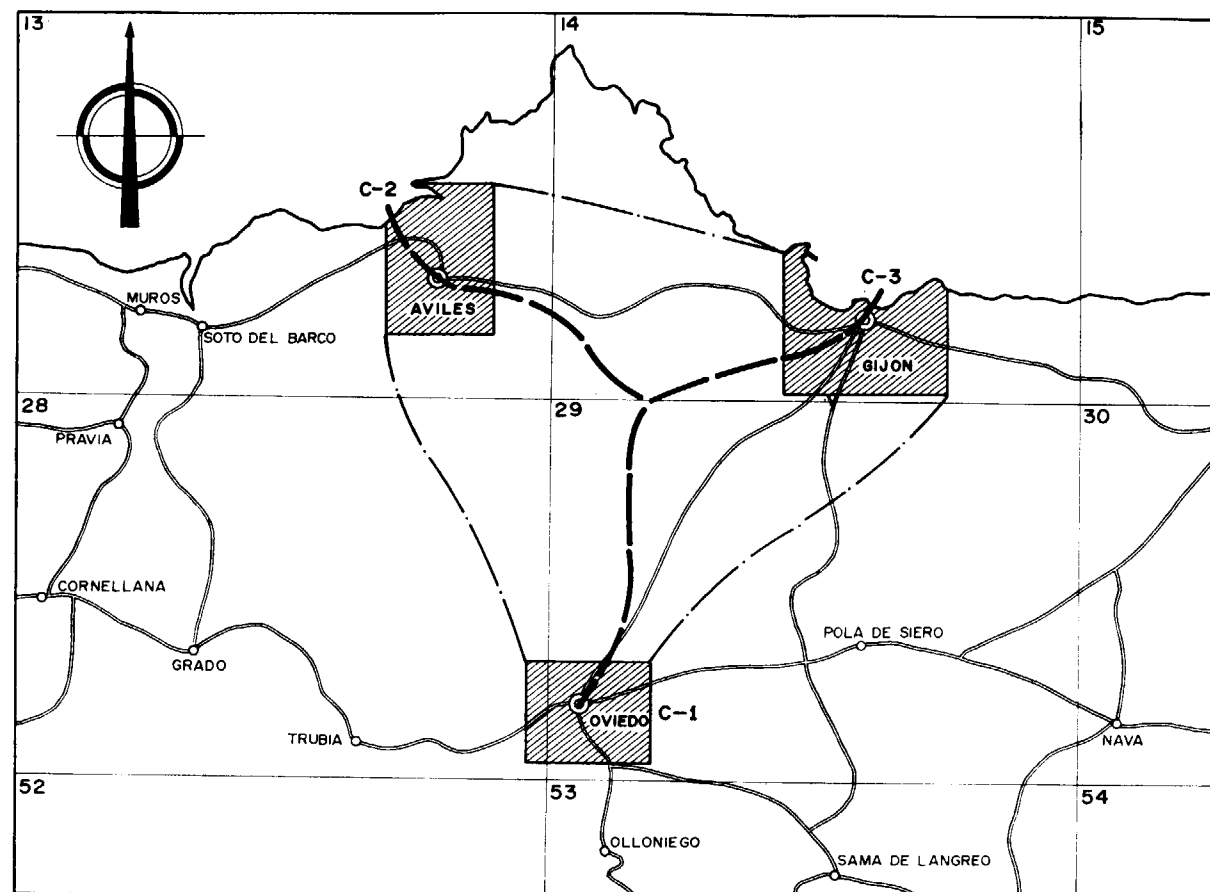 13
14
15
C-2
C-3
MUROS
AVILES
SOTO DEL BARCO
GIJON
28
29
30
PRAVIA
CORNELLANA
POLA DE SIERO
GRADO
OVIEDO
C-1
TRUBIA
NAVA
52
53
54
OLLONIEGO
SAMA DE LANGREO